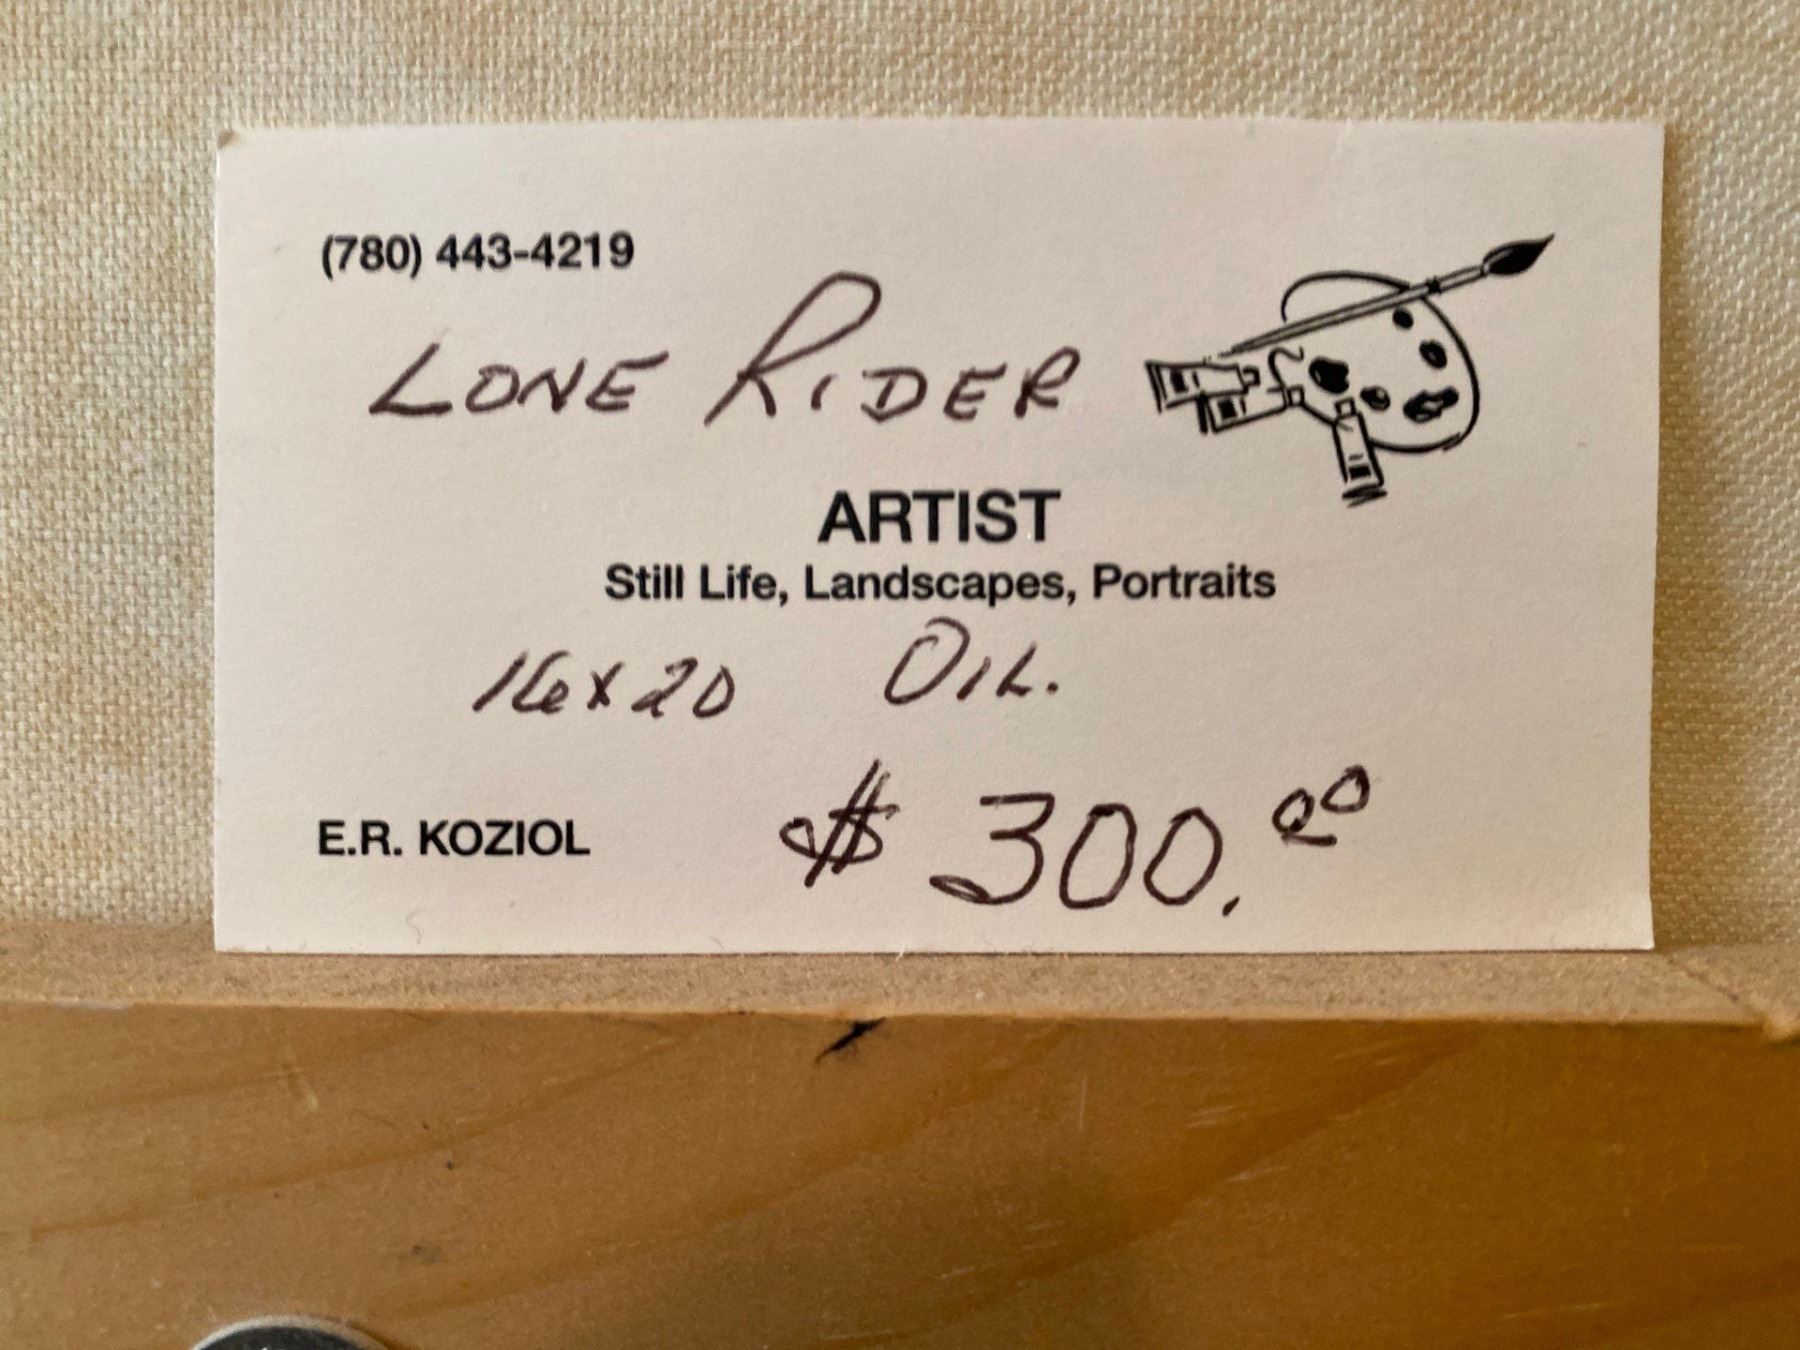 (780) 443-4219
LONE RIDER
ARTIST
Still Life, Landscapes, Portraits
16x20 OIL.
E.R. KOZIOL $300.00